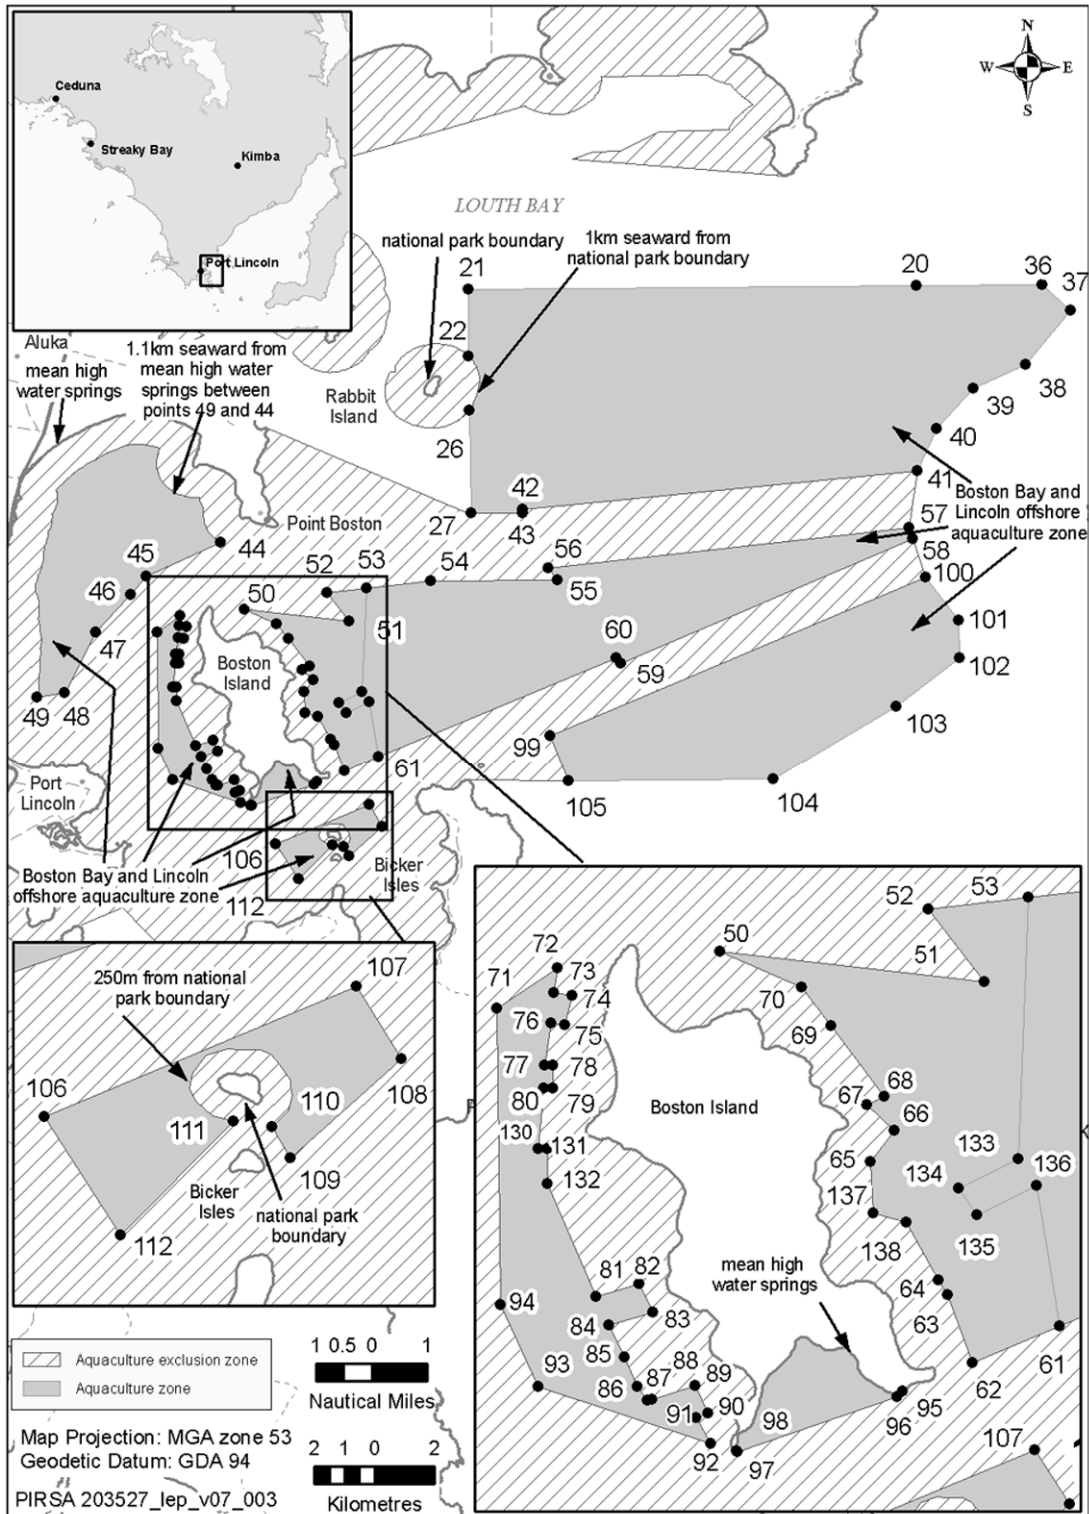 N
W E
S
Ceduna
Streaky Bay
Kimba
Port Lincoln
LOUTH BAY
national park boundary
1km seaward from
national park boundary
21
20
36
37
22
Aluka
mean high
water springs
1.1km seaward from
mean high water
springs between
points 49 and 44
Rabbit
Island
38
39
26
40
41
42
27
43
Boston Bay and
Lincoln offshore
aquaculture zone
Point Boston
57
44
58
45
52
53
54
56
55
100
46
50
51
101
47
60
59
102
Boston
Island
49
48
103
99
61
Port
Lincoln
105
104
106
Boston Bay and Lincoln
offshore aquaculture zone
Bicker
Isles
112
250m from national
park boundary
107
106
110
108
111
109
Bicker
Isles
national park
boundary
112
52
53
50
51
72
73
71
74
70
76
75
69
77
78
68
67
80
79
66
Boston Island
130
131
65
133
134
136
132
137
138
135
mean high
water springs
81
82
64
94
83
84
63
85
93
88
89
61
86
87
62
90
91
98
95
96
92
97
107
Aquaculture exclusion zone
Aquaculture zone
1 0.5 0 1
Nautical Miles
Map Projection: MGA zone 53
Geodetic Datum: GDA 94
2 1 0 2
Kilometres
PIRSA 203527_lep_v07_003